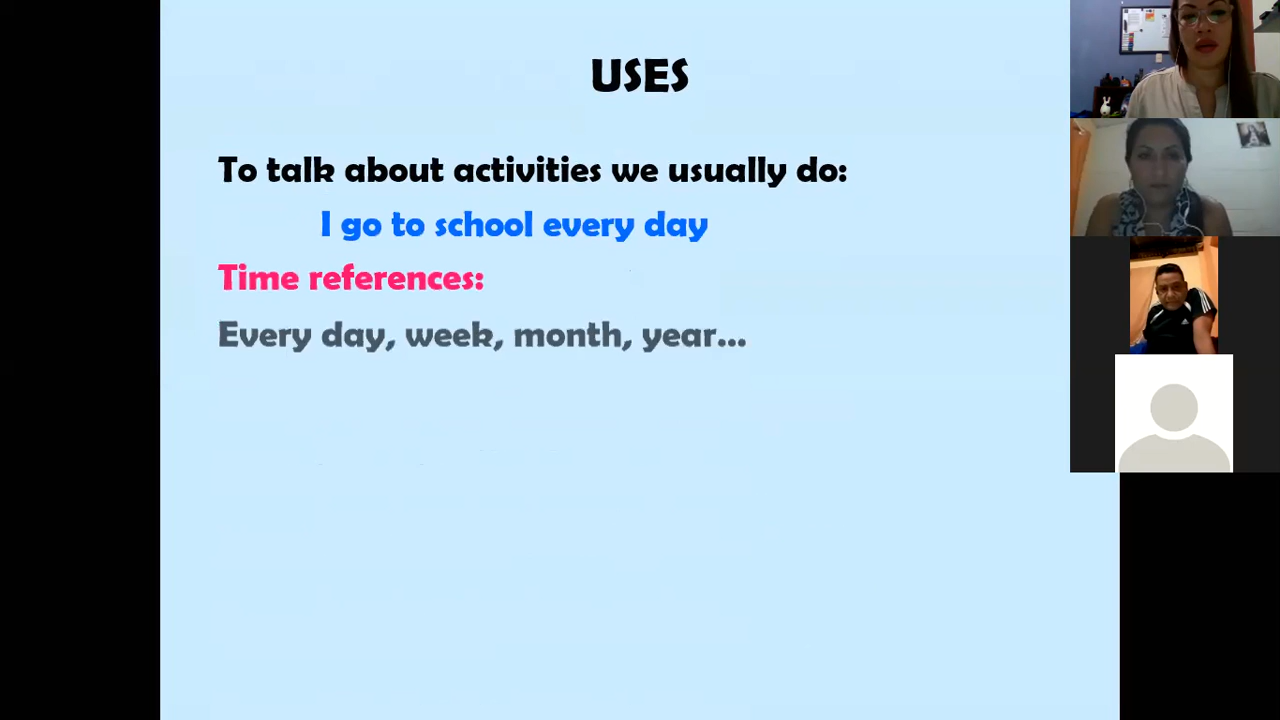 USES
To talk about activities we usually do:
I go to school every day
Time references:
Every day, week, month, year...